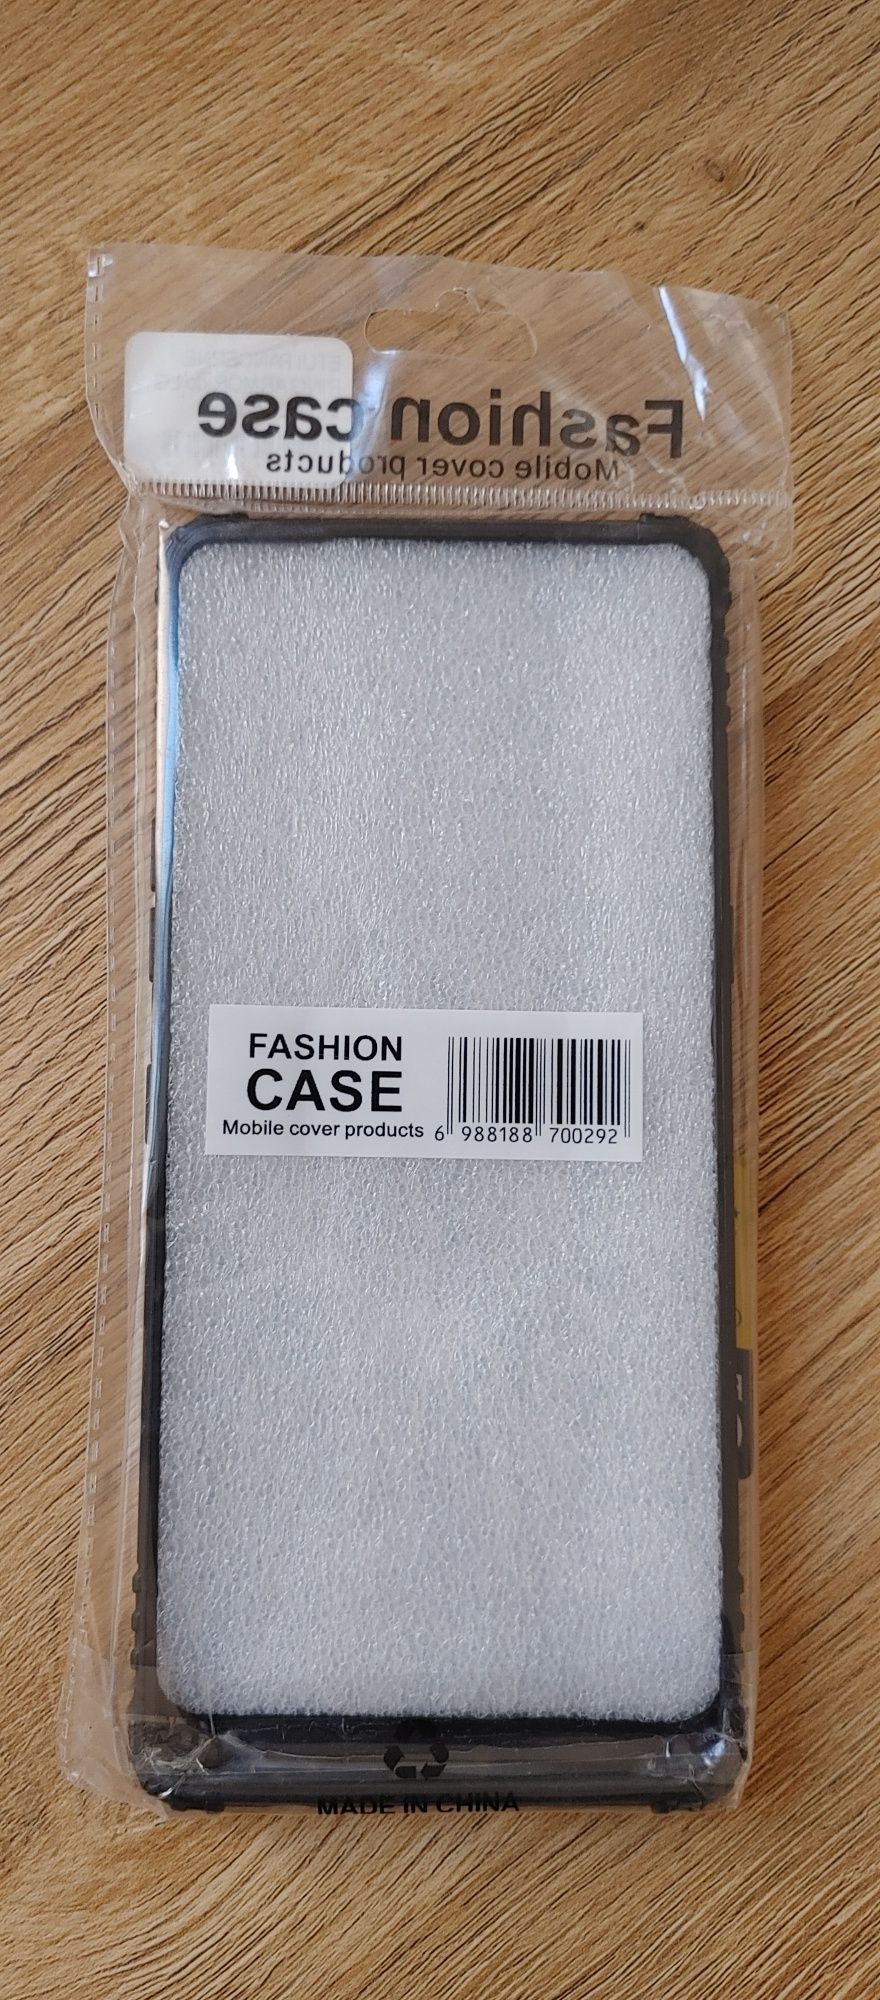 Fashion case
Mobile cover products
FASHION
CASE
Mobile cover products
6 988188 700292
MADE IN CHINA